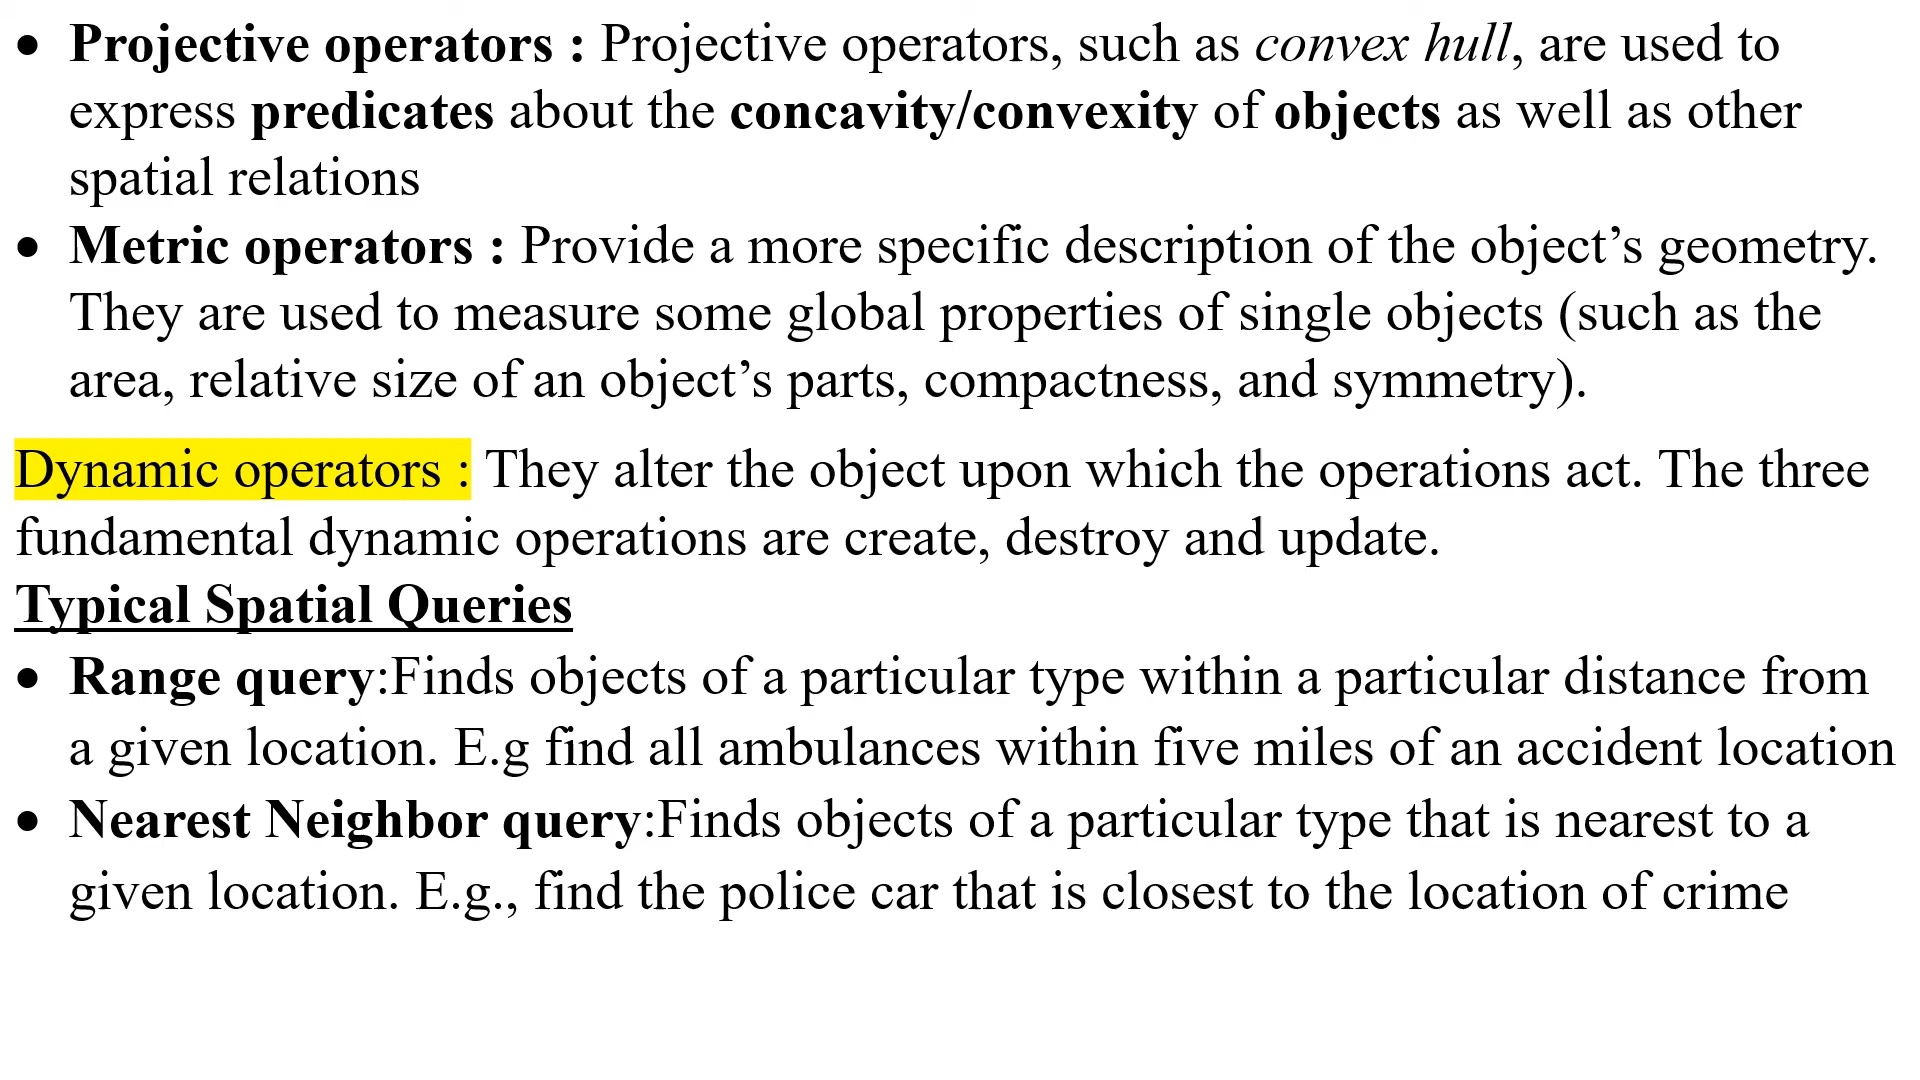 • Projective operators : Projective operators, such as convex hull, are used to
express predicates about the concavity/convexity of objects as well as other
spatial relations
• Metric operators : Provide a more specific description of the object’s geometry.
They are used to measure some global properties of single objects (such as the
area, relative size of an object’s parts, compactness, and symmetry).
Dynamic operators : They alter the object upon which the operations act. The three
fundamental dynamic operations are create, destroy and update.
Typical Spatial Queries
• Range query:Finds objects of a particular type within a particular distance from
a given location. E.g find all ambulances within five miles of an accident location
• Nearest Neighbor query:Finds objects of a particular type that is nearest to a
given location. E.g., find the police car that is closest to the location of crime